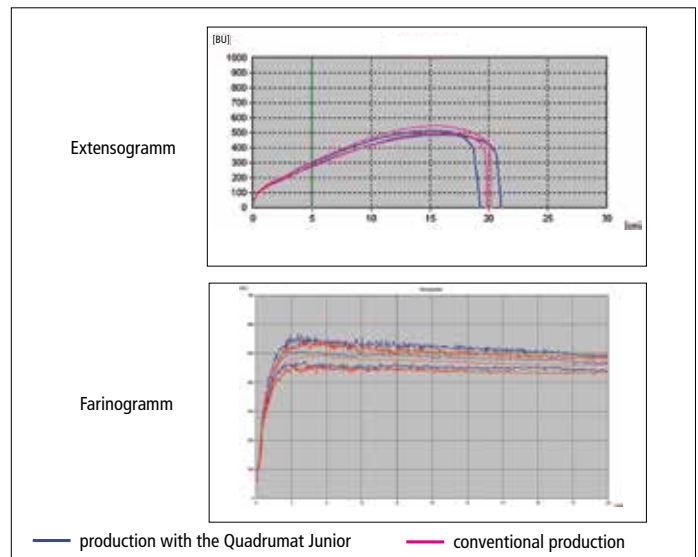 [BU]
1000
900
800
700
600
500
400
300
200
100
0
0 5 10 15 20 25 30
[cm]
Extensogramm
Farinogramm
production with the Quadrumat Junior
conventional production